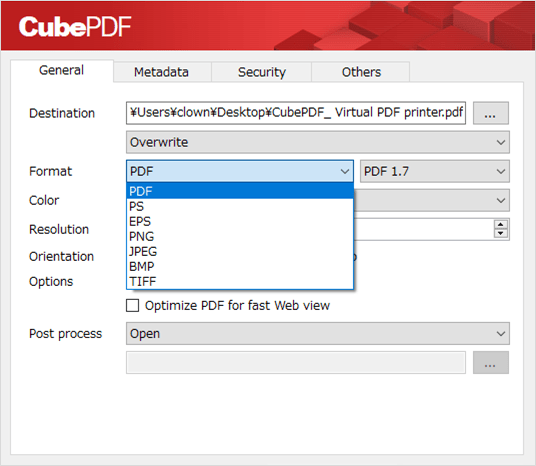 CubePDF
General
Metadata
Security
Others
Destination
¥Users¥clown¥Desktop¥CubePDF_ Virtual PDF printer.pdf
...
Overwrite
Format
PDF
PDF 1.7
PDF
PS
EPS
PNG
JPEG
BMP
TIFF
Color
Resolution
Orientation
Options
Optimize PDF for fast Web view
Post process
Open
...